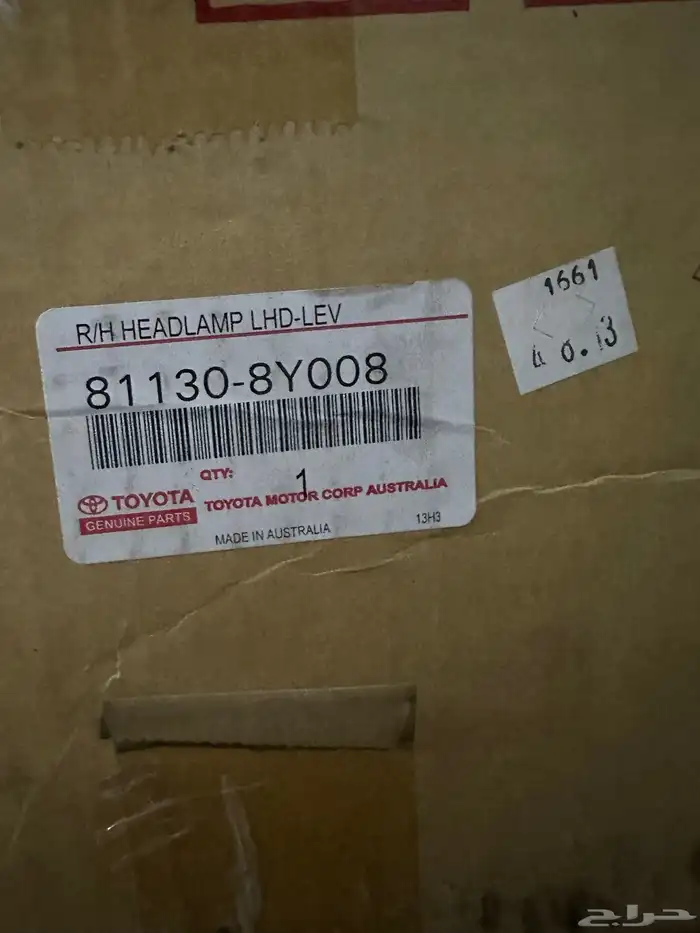 R/H HEADLAMP LHD-LEV
81130-8Y008
QTY: 1
TOYOTA
GENUINE PARTS
TOYOTA MOTOR CORP AUSTRALIA
MADE IN AUSTRALIA
13H3
1661
حراج